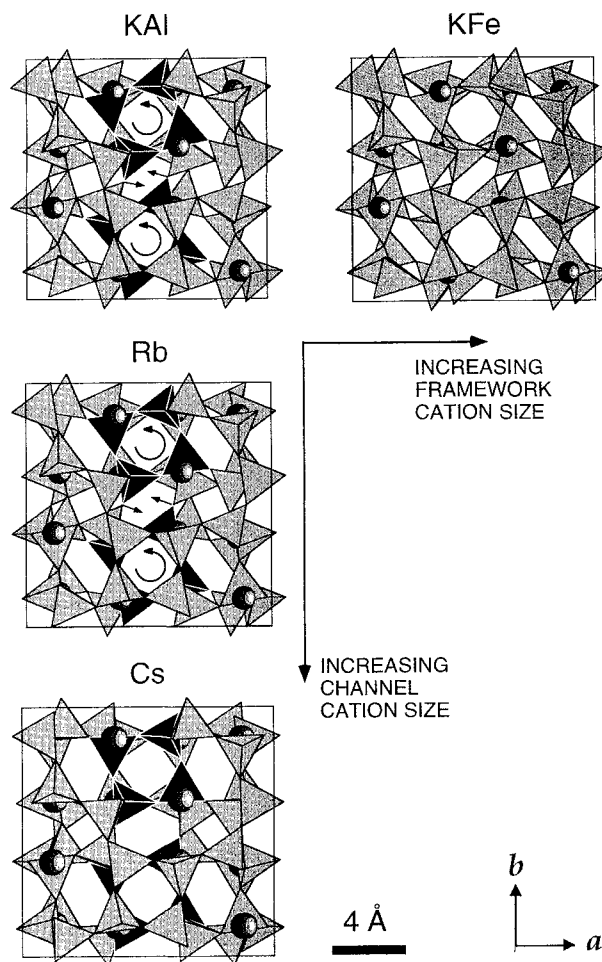 KAl
KFe
Rb
INCREASING
FRAMEWORK
CATION SIZE
INCREASING
CHANNEL
CATION SIZE
Cs
4 Å
b
a